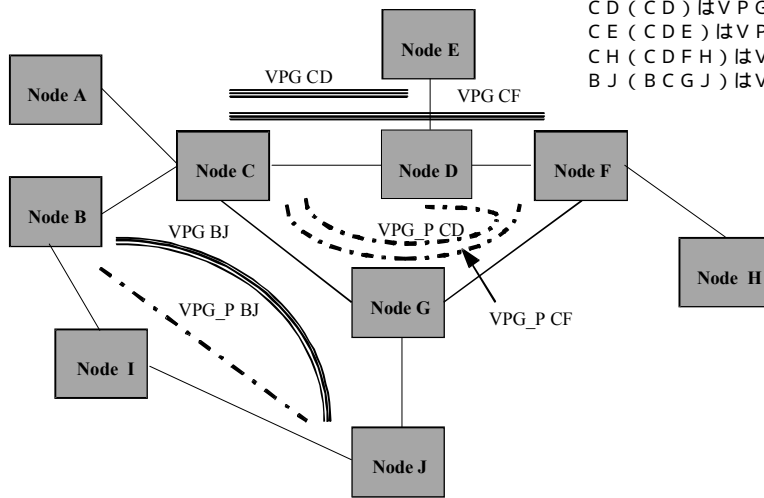 ＣＤ（ＣＤ）はＶＰＧ
ＣＥ（ＣＤＥ）はＶＰ
ＣＨ（ＣＤＦＨ）はＶ
ＢＪ（ＢＣＧＪ）はＶ
Node E
VPG CD
Node A
VPG CF
Node C
Node D
Node F
Node B
VPG_P CD
VPG BJ
Node H
Node G
VPG_P BJ
VPG_P CF
Node I
Node J